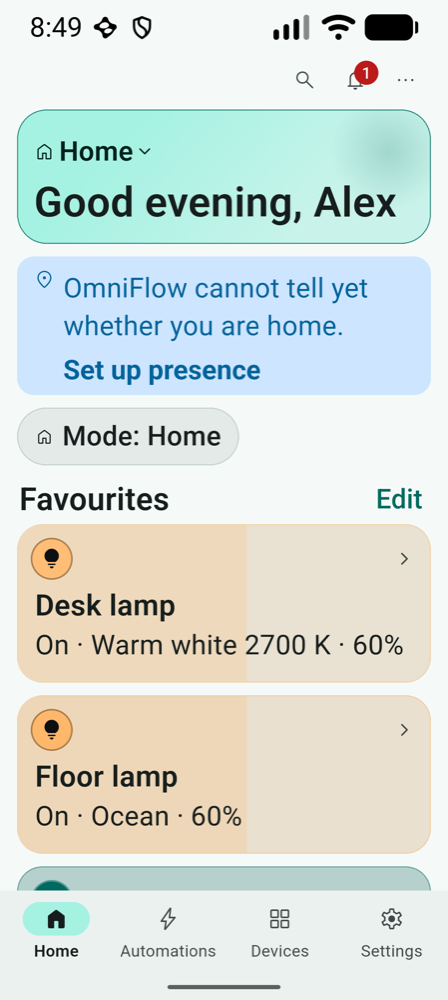 8:49
1
Home
Good evening, Alex
OmniFlow cannot tell yet
whether you are home.
Set up presence
Mode: Home
Favourites
Edit
Desk lamp
On · Warm white 2700 K · 60%
Floor lamp
On · Ocean · 60%
Home
Automations
Devices
Settings